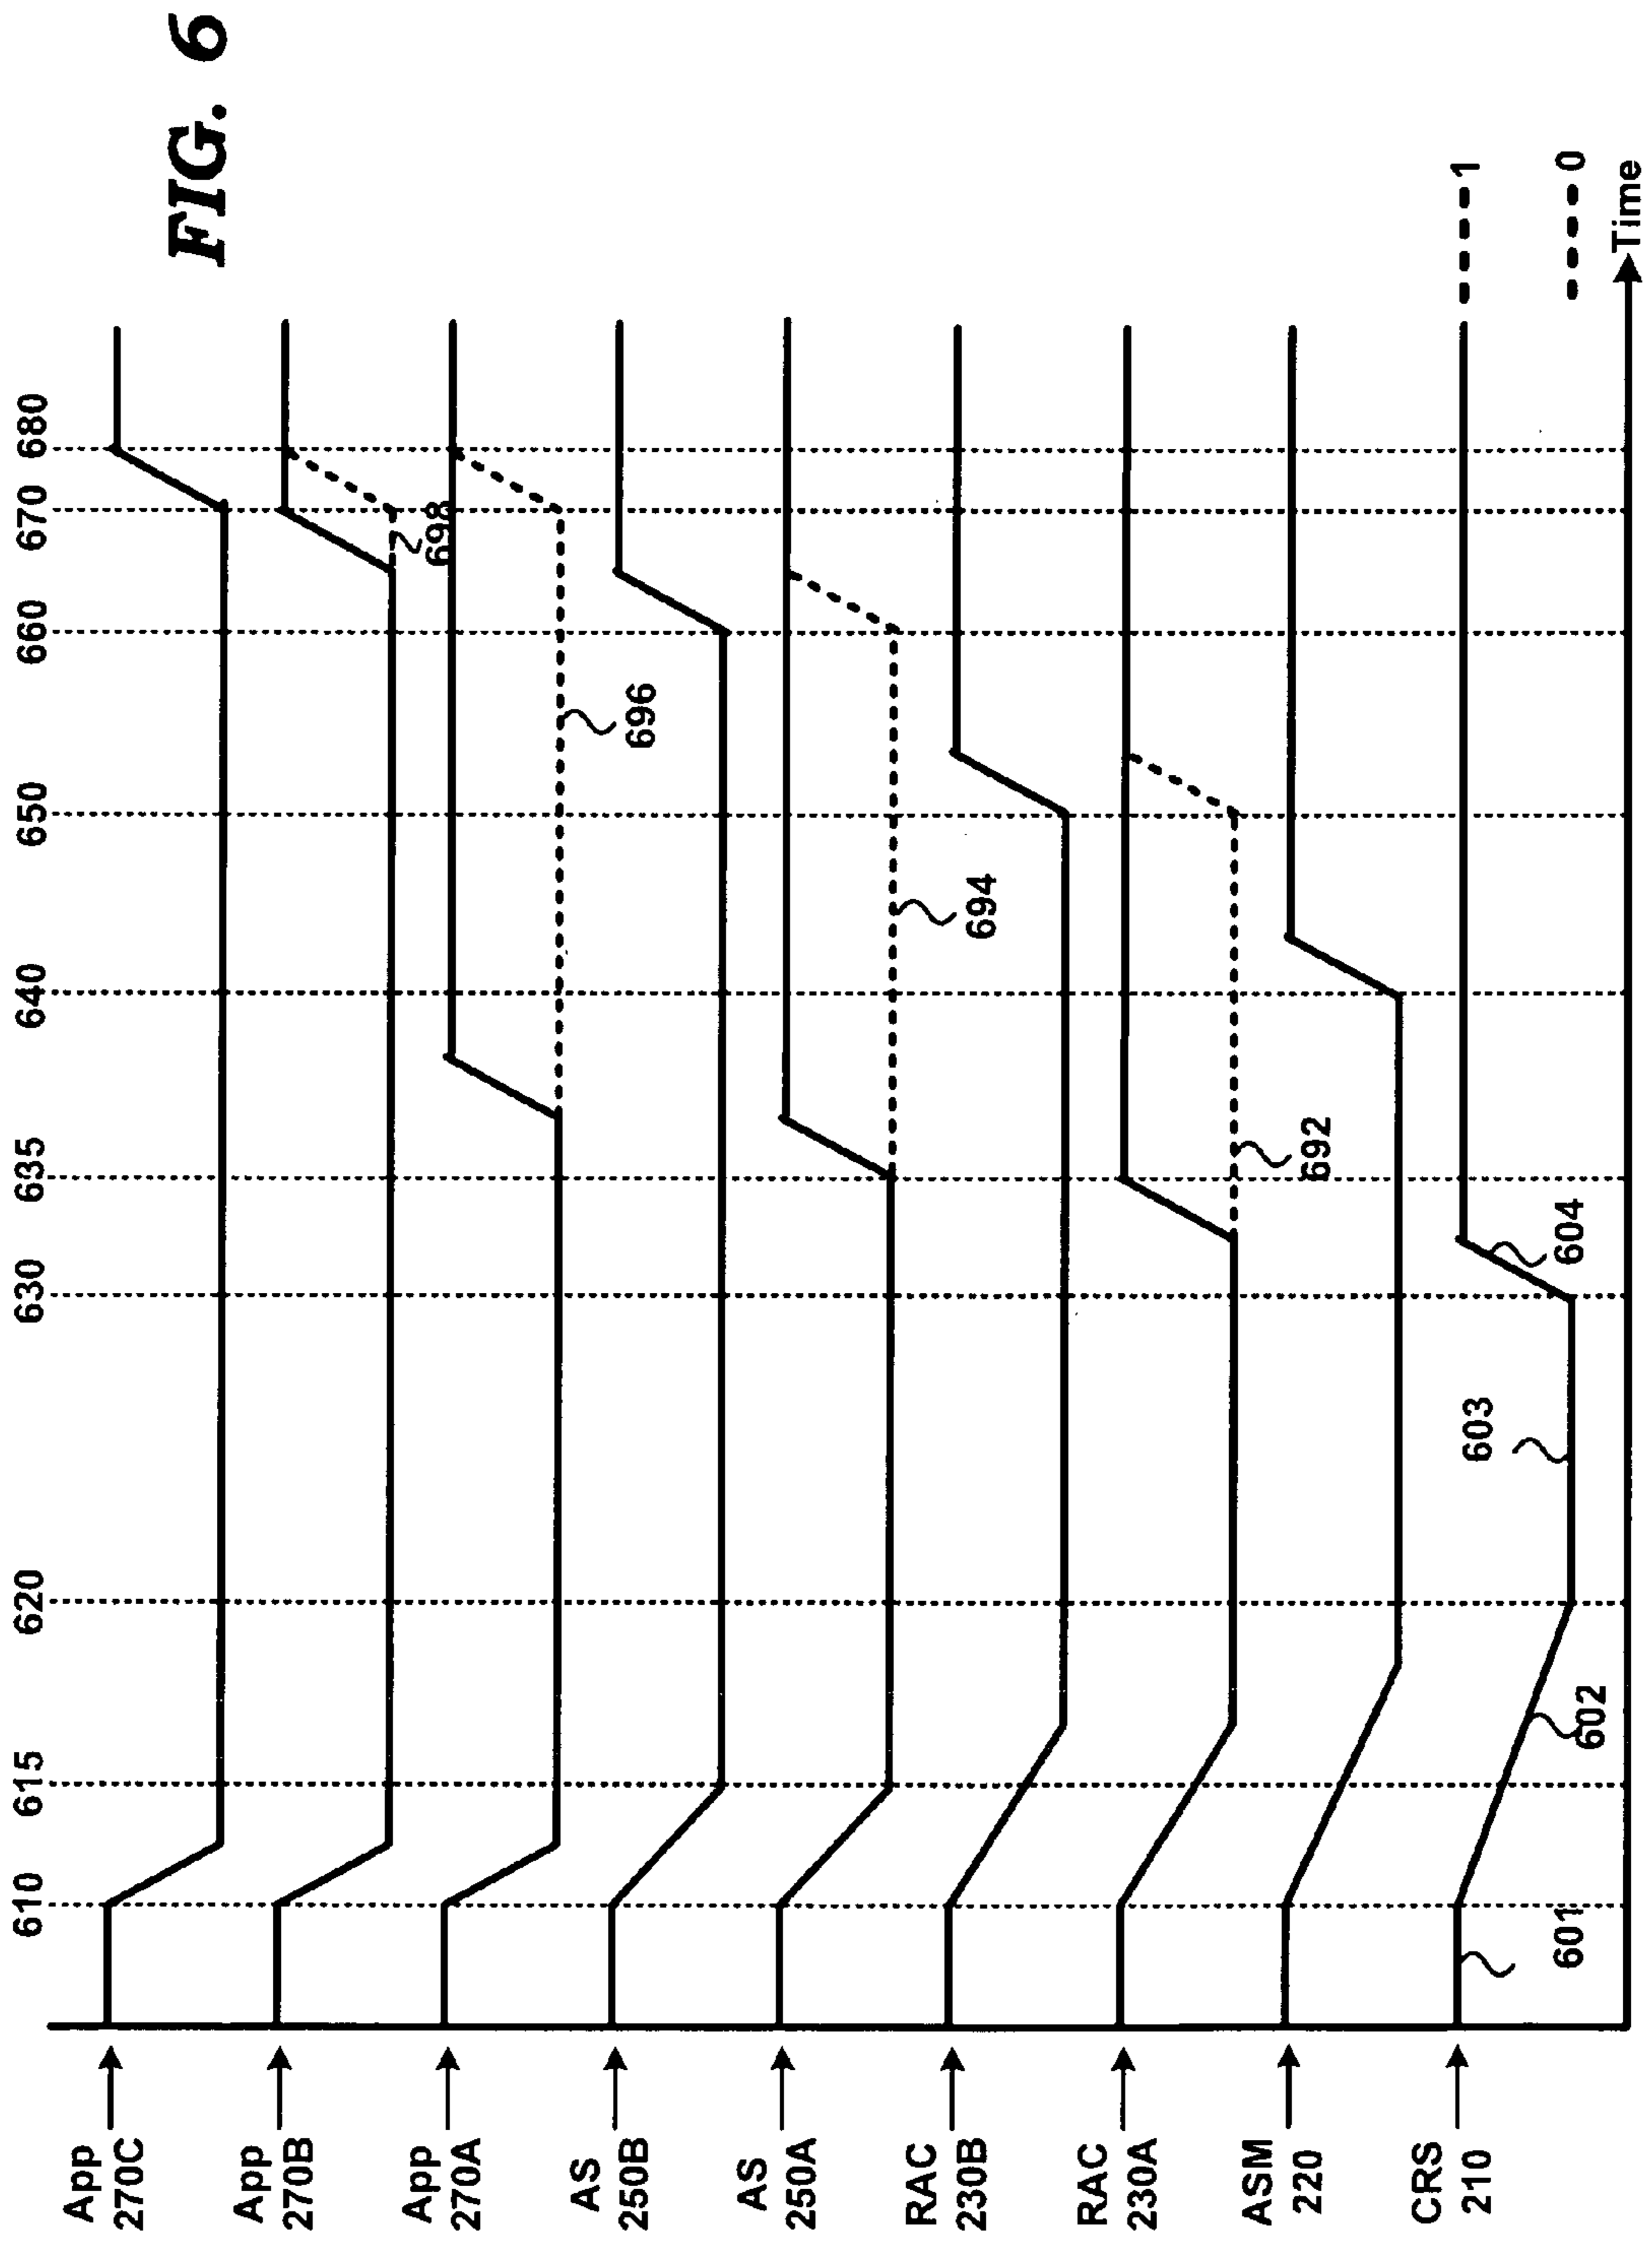 FIG. 6
610
615
620
630
635
640
650
660
670
680
App
270C
App
270B
698
App
270A
696
AS
250B
AS
250A
694
RAC
230B
RAC
230A
692
ASM
220
CRS
210
601
602
603
604
1
0
Time